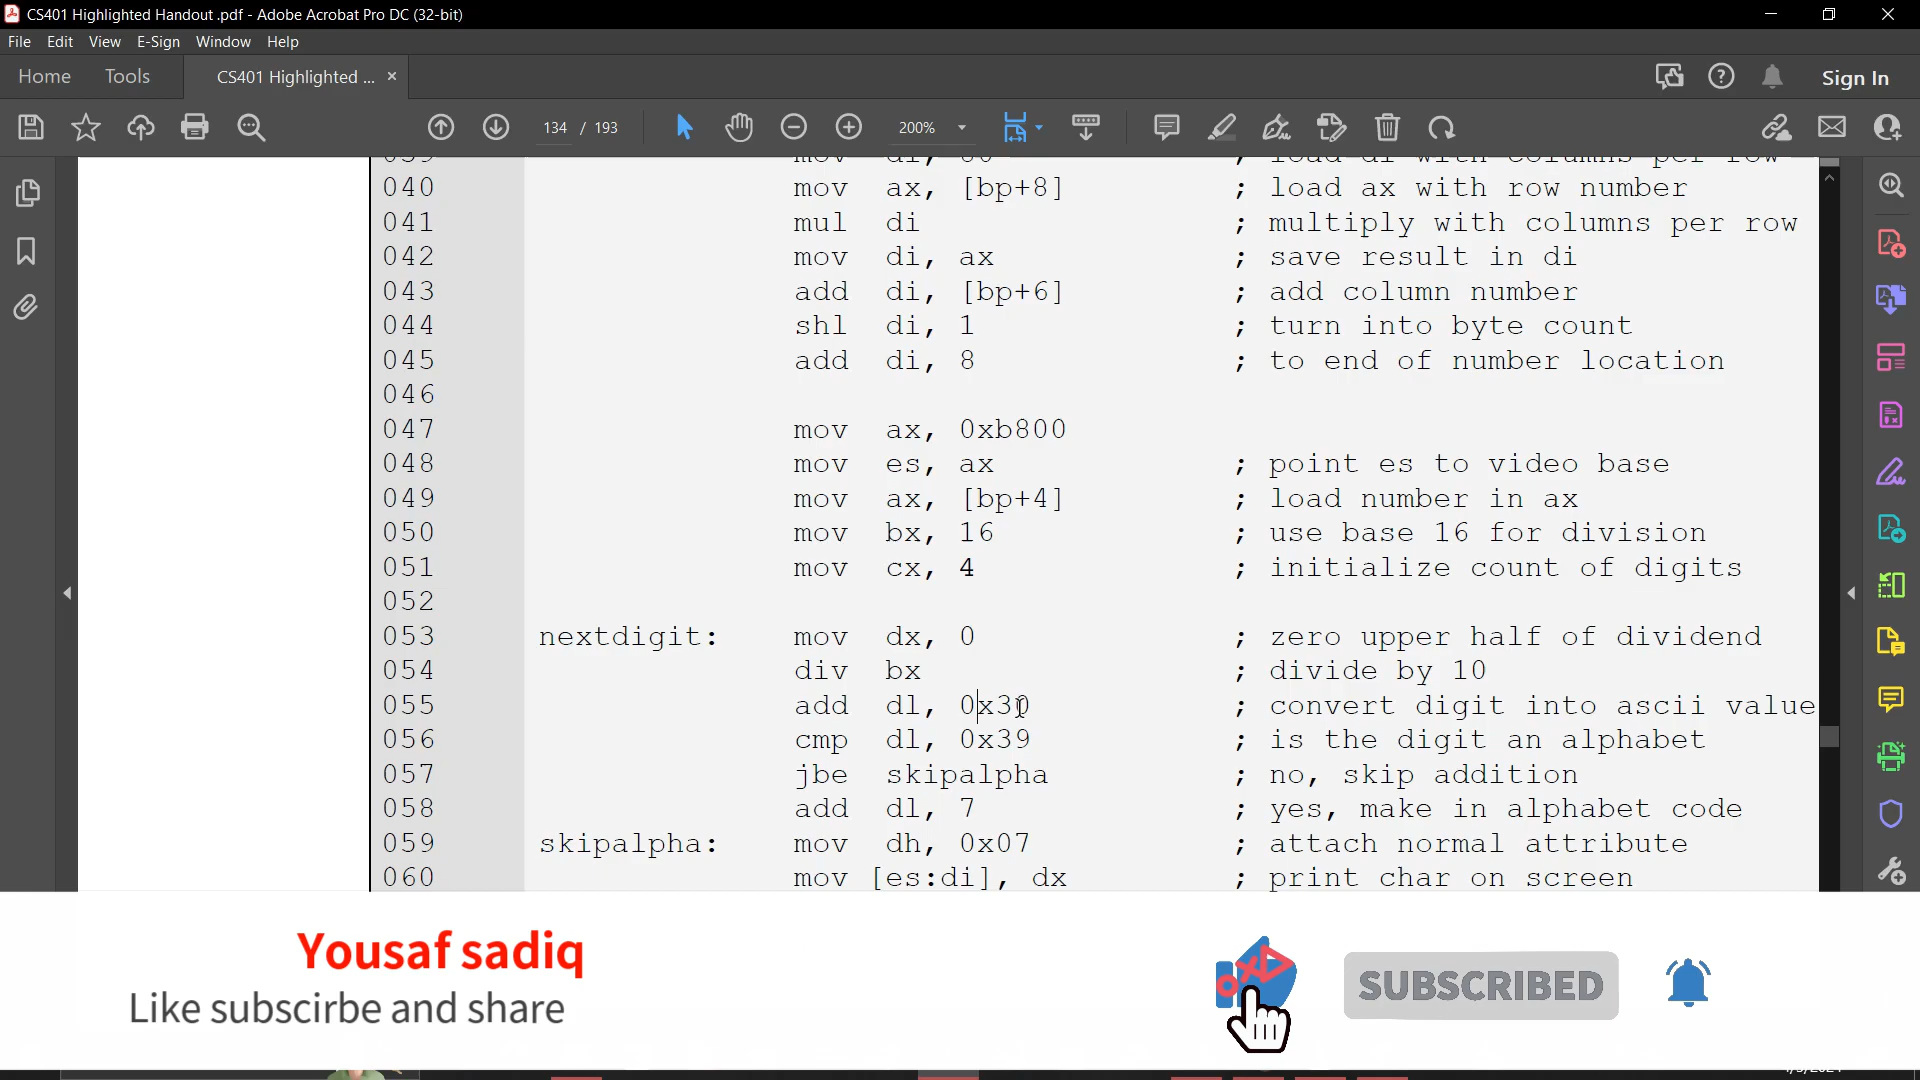 CS401 Highlighted Handout .pdf - Adobe Acrobat Pro DC (32-bit)
File Edit View E-Sign Window Help
Home Tools CS401 Highlighted ... × Sign In
134 / 193 200%
040 mov ax, [bp+8] ; load ax with row number
041 mul di ; multiply with columns per row
042 mov di, ax ; save result in di
043 add di, [bp+6] ; add column number
044 shl di, 1 ; turn into byte count
045 add di, 8 ; to end of number location
046
047 mov ax, 0xb800
048 mov es, ax ; point es to video base
049 mov ax, [bp+4] ; load number in ax
050 mov bx, 16 ; use base 16 for division
051 mov cx, 4 ; initialize count of digits
052
053 nextdigit: mov dx, 0 ; zero upper half of dividend
054 div bx ; divide by 10
055 add dl, 0x30 ; convert digit into ascii value
056 cmp dl, 0x39 ; is the digit an alphabet
057 jbe skipalpha ; no, skip addition
058 add dl, 7 ; yes, make in alphabet code
059 skipalpha: mov dh, 0x07 ; attach normal attribute
060 mov [es:di], dx ; print char on screen
Yousaf sadiq
Like subscirbe and share
SUBSCRIBED